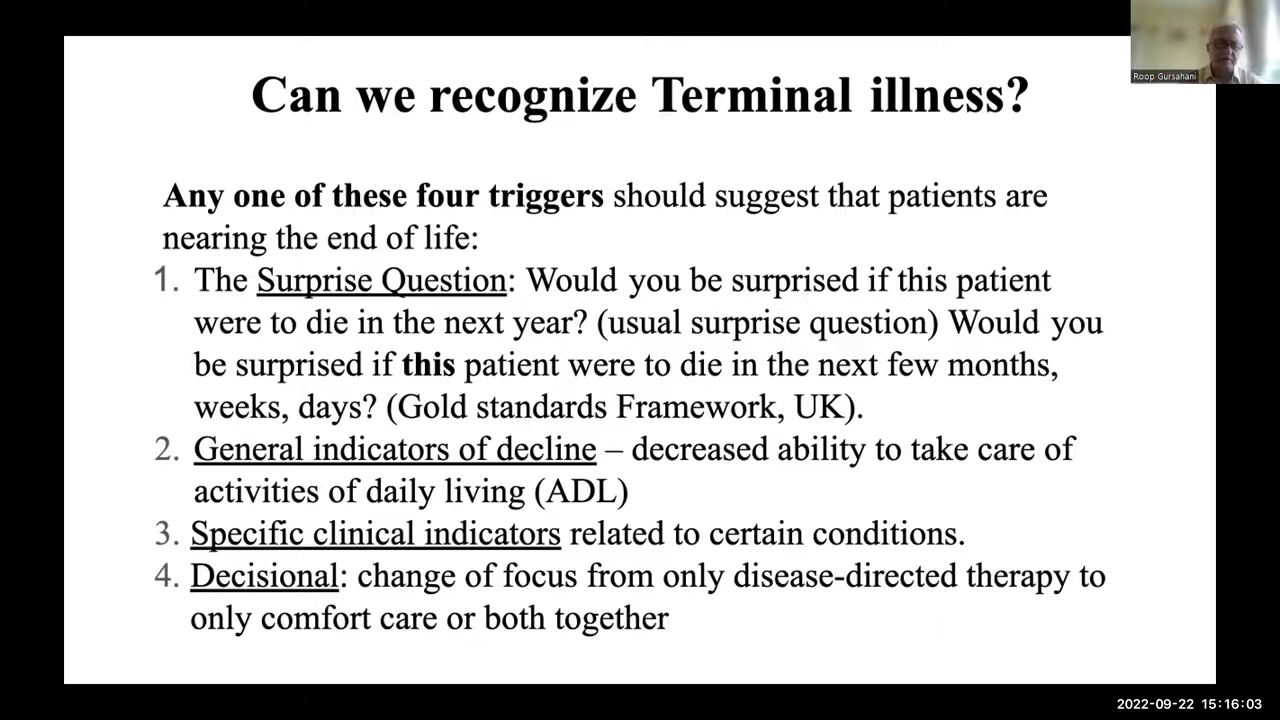 Roop Gursahani
Can we recognize Terminal illness?
Any one of these four triggers should suggest that patients are
nearing the end of life:
1. The Surprise Question: Would you be surprised if this patient
were to die in the next year? (usual surprise question) Would you
be surprised if this patient were to die in the next few months,
weeks, days? (Gold standards Framework, UK).
2. General indicators of decline – decreased ability to take care of
activities of daily living (ADL)
3. Specific clinical indicators related to certain conditions.
4. Decisional: change of focus from only disease-directed therapy to
only comfort care or both together
2022-09-22 15:16:03